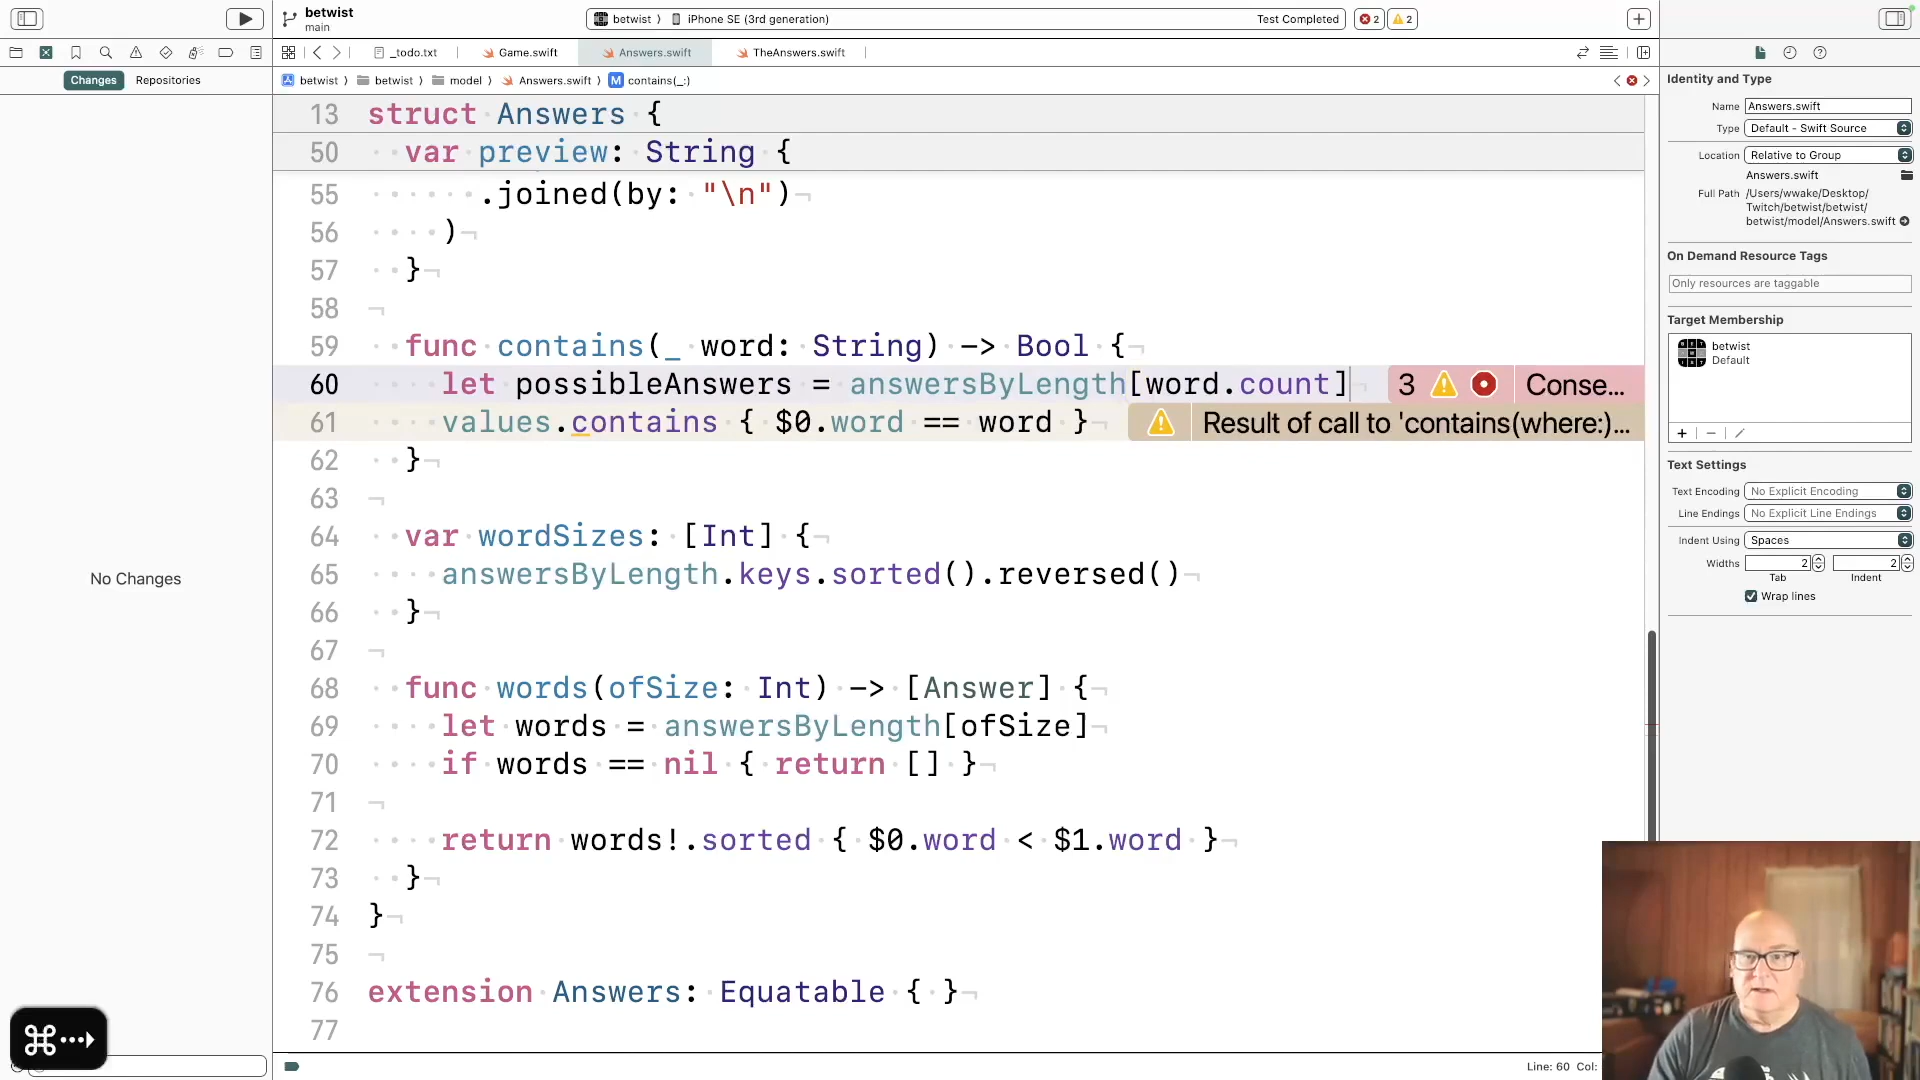 betwist
main
betwist ⟩ iPhone SE (3rd generation) Test Completed 2 2
_todo.txt Game.swift Answers.swift TheAnswers.swift
Changes Repositories
betwist ⟩ betwist ⟩ model ⟩ Answers.swift ⟩ M contains(_:)
13 struct Answers {
50 var preview: String {
55 .joined(by: "\n")
56 )
57 }
58
59 func contains(_ word: String) -> Bool {
60 let possibleAnswers = answersByLength[word.count] 3 Conse…
61 values.contains { $0.word == word } Result of call to 'contains(where:)…
62 }
63
64 var wordSizes: [Int] {
65 answersByLength.keys.sorted().reversed()
66 }
67
68 func words(ofSize: Int) -> [Answer] {
69 let words = answersByLength[ofSize]
70 if words == nil { return [] }
71
72 return words!.sorted { $0.word < $1.word }
73 }
74 }
75
76 extension Answers: Equatable { }
77
No Changes
Line: 60 Col:
Identity and Type
Name Answers.swift
Type Default - Swift Source
Location Relative to Group
Answers.swift
Full Path /Users/wwake/Desktop/
Twitch/betwist/betwist/
betwist/model/Answers.swift
On Demand Resource Tags
Only resources are taggable
Target Membership
betwist
Default
Text Settings
Text Encoding No Explicit Encoding
Line Endings No Explicit Line Endings
Indent Using Spaces
Widths 2 2
Tab Indent
Wrap lines